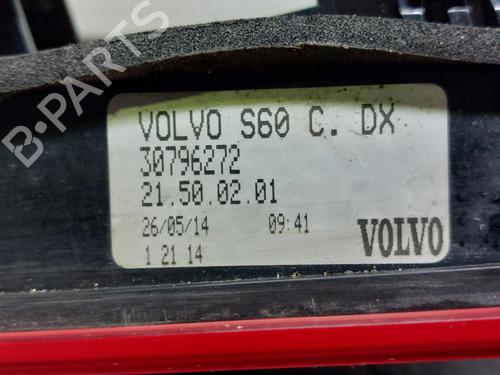 VOLVO S60 C. DX
30796272
21.50.02.01
26/05/14 09:41
1 21 14
VOLVO
B-PARTS